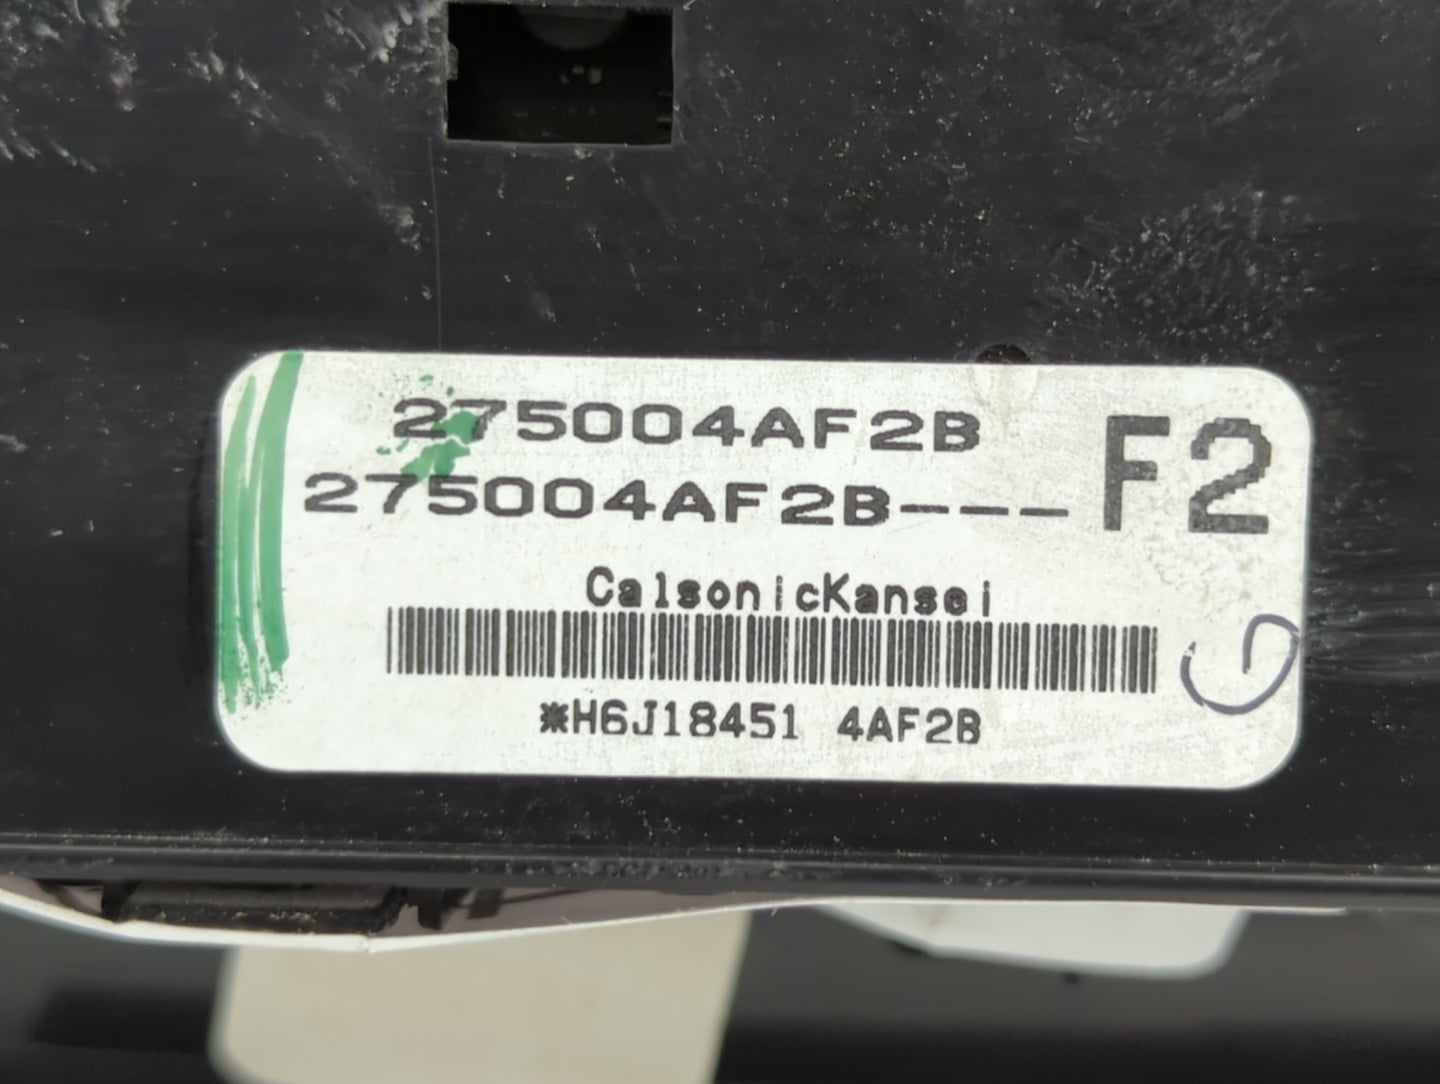 275004AF2B
275004AF2B---
F2
CalsonicKansei
*H6J18451 4AF2B